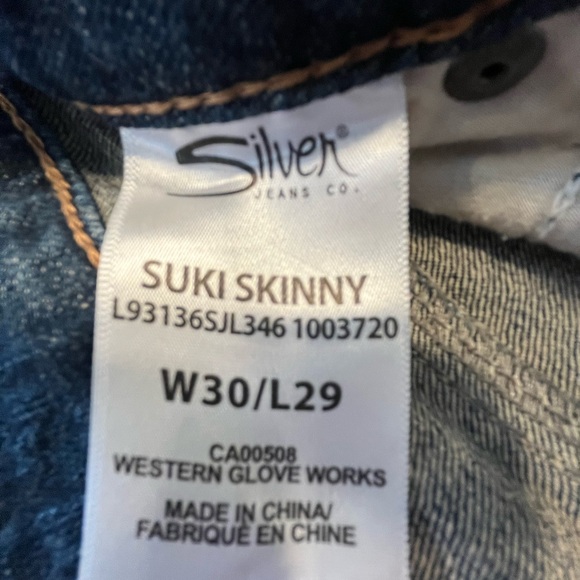 Silver®
JEANS CO.
SUKI SKINNY
L93136SJL346 1003720
W30/L29
CA00508
WESTERN GLOVE WORKS
MADE IN CHINA/
FABRIQUÉ EN CHINE